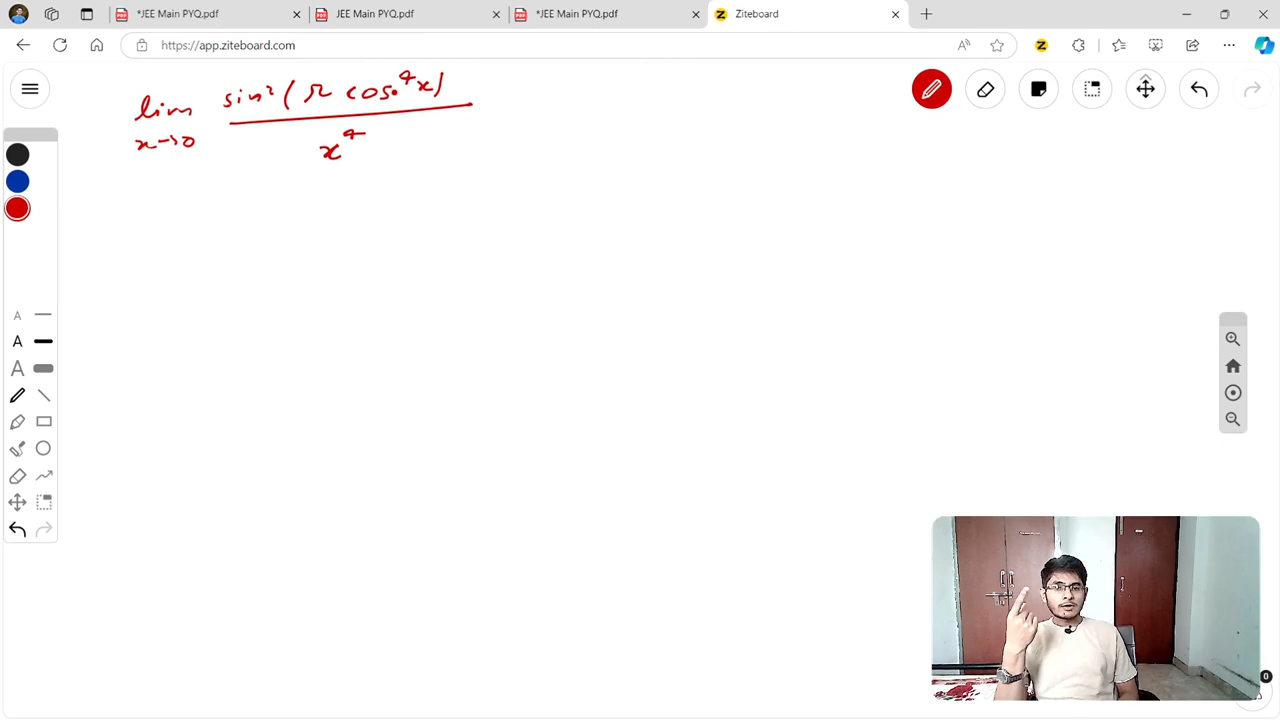 *JEE Main PYQ.pdf
JEE Main PYQ.pdf
*JEE Main PYQ.pdf
Ziteboard
https://app.ziteboard.com
lim x→0 sin²(π cos⁴x) / x⁴
A
A
A
0